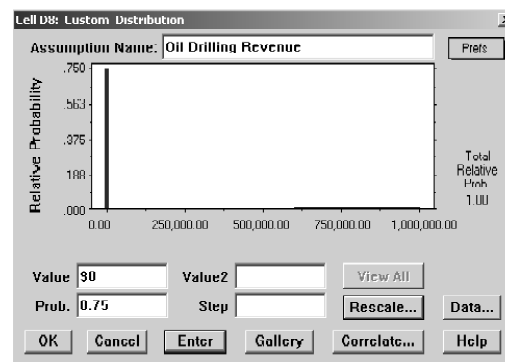 Cell D8: Custom Distribution
Assumption Name: Oil Drilling Revenue
Prefs
Relative Probability
.750
.563
.375
.188
.000
0.00 250,000.00 500,000.00 750,000.00 1,000,000.00
Total
Relative
Prob.
1.00
Value $0 Value2 View All
Prob. 0.75 Step Rescale... Data...
OK Cancel Enter Gallery Correlate... Help